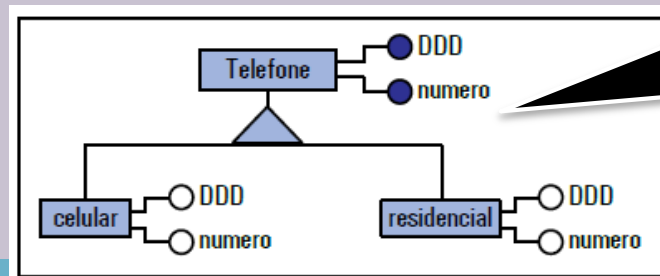 DDD
Telefone
numero
DDD
DDD
celular
residencial
numero
numero